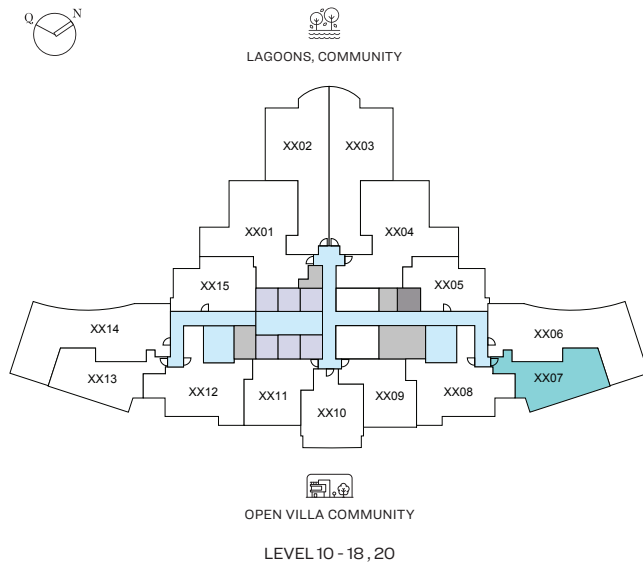 Q N
LAGOONS, COMMUNITY
XX02 XX03
XX01 XX04
XX15 XX05
XX14 XX06
XX13 XX07
XX12 XX11 XX10 XX09 XX08
OPEN VILLA COMMUNITY
LEVEL 10 - 18 , 20